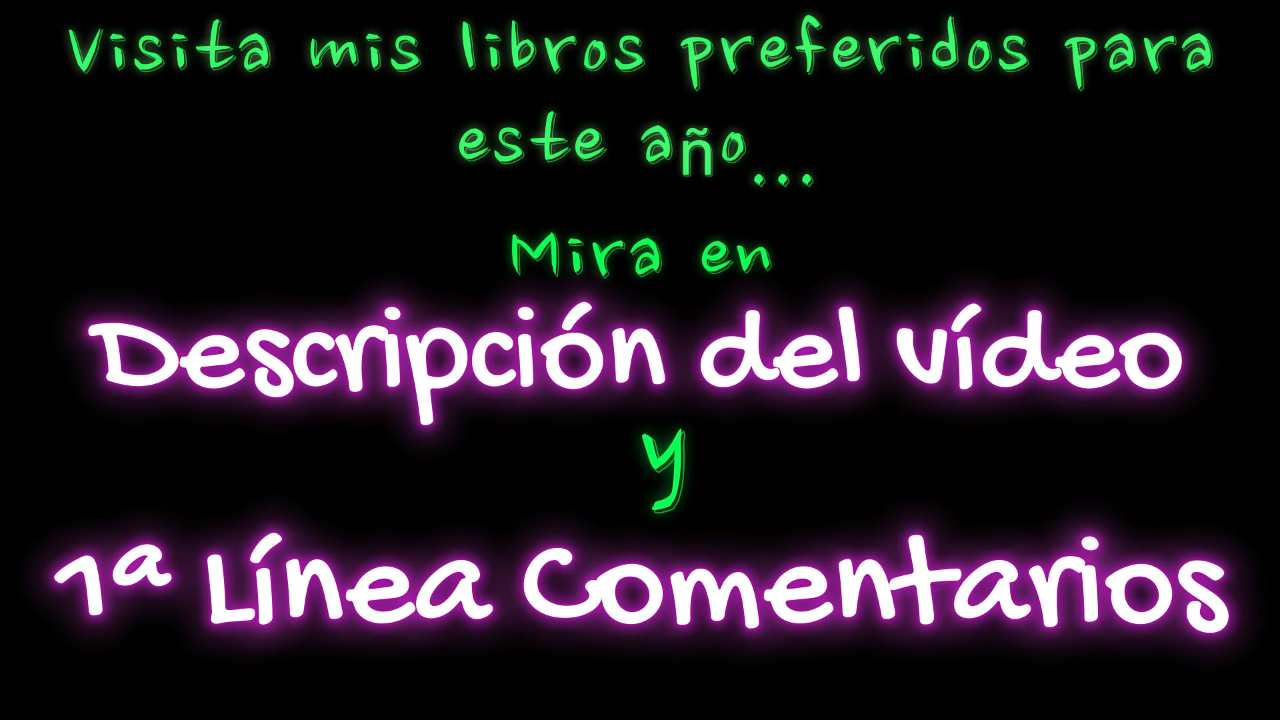 Visita mis libros preferidos para
este año...
Mira en
Descripción del vídeo
y
1ª Línea Comentarios